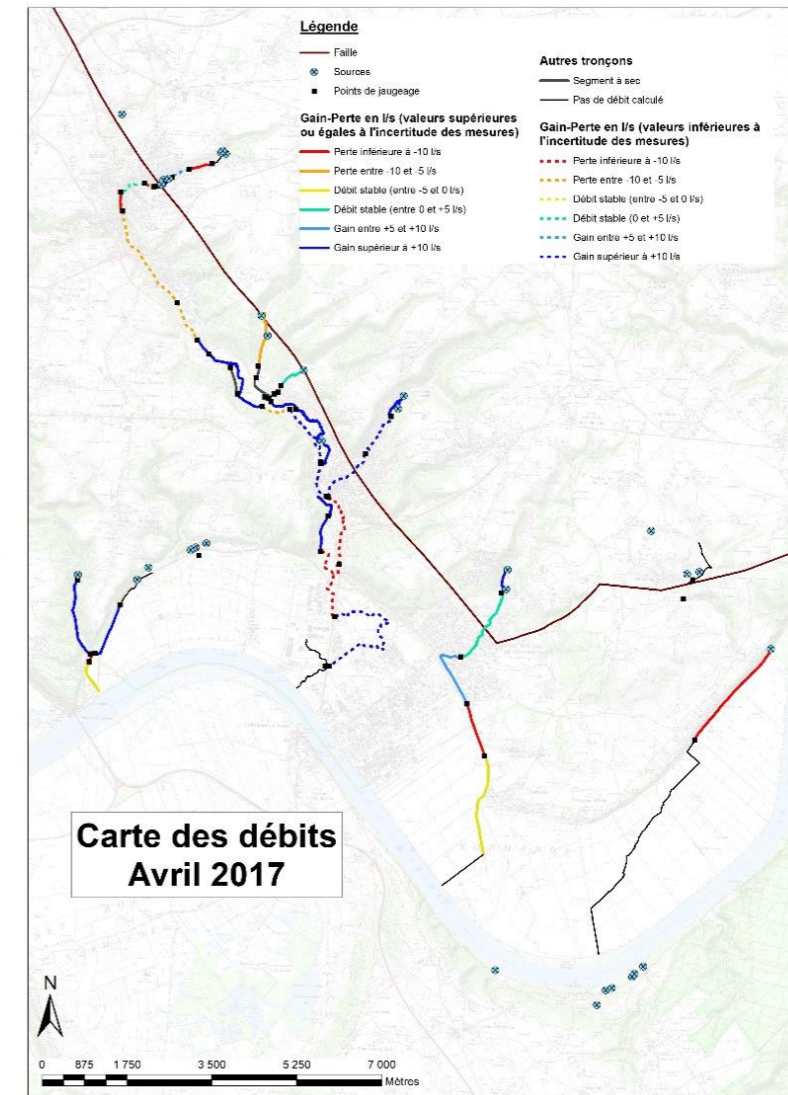 Légende
Faille
Sources
Points de jaugeage
Gain-Perte en l/s (valeurs supérieures
ou égales à l'incertitude des mesures)
Perte inférieure à -10 l/s
Perte entre -10 et -5 l/s
Débit stable (entre -5 et 0 l/s)
Débit stable (entre 0 et +5 l/s)
Gain entre +5 et +10 l/s
Gain supérieur à +10 l/s
Autres tronçons
Segment à sec
Pas de débit calculé
Gain-Perte en l/s (valeurs inférieures à
l'incertitude des mesures)
Perte inférieure à -10 l/s
Perte entre -10 et -5 l/s
Débit stable (entre -5 et 0 l/s)
Débit stable (0 et +5 l/s)
Gain entre +5 et +10 l/s
Gain supérieur à +10 l/s
Carte des débits
Avril 2017
N
0 875 1 750 3 500 5 250 7 000
Mètres